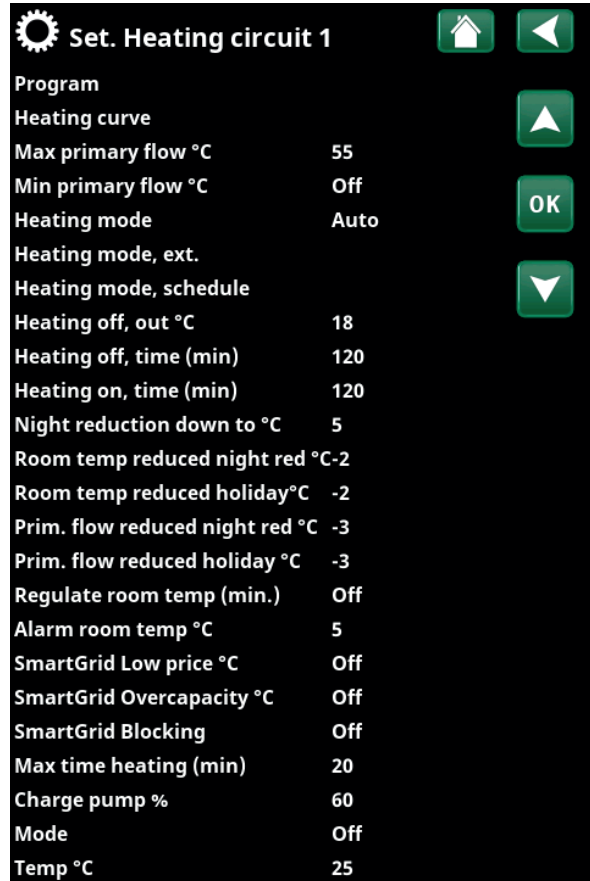 Set. Heating circuit 1
Program
Heating curve
Max primary flow °C 55
Min primary flow °C Off
OK
Heating mode Auto
Heating mode, ext.
Heating mode, schedule
Heating off, out °C 18
Heating off, time (min) 120
Heating on, time (min) 120
Night reduction down to °C 5
Room temp reduced night red °C-2
Room temp reduced holiday°C -2
Prim. flow reduced night red °C -3
Prim. flow reduced holiday °C -3
Regulate room temp (min.) Off
Alarm room temp °C 5
SmartGrid Low price °C Off
SmartGrid Overcapacity °C Off
SmartGrid Blocking Off
Max time heating (min) 20
Charge pump % 60
Mode Off
Temp °C 25